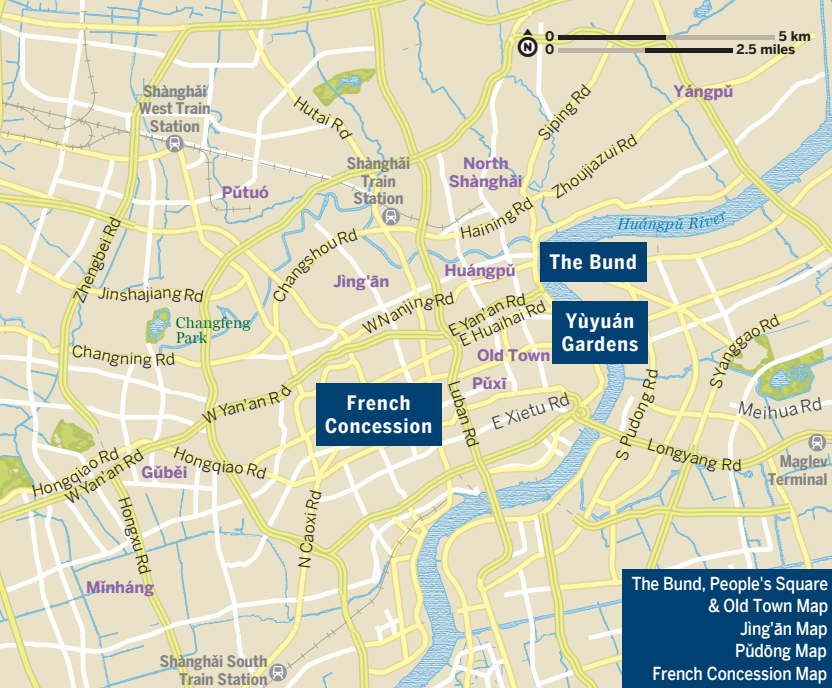 0 5 km
N
0 2.5 miles
Shànghǎi
West Train
Station
Hutai Rd
Siping Rd
Yángpǔ
Shànghǎi
Train
Station
North
Shànghǎi
Zhoujiazui Rd
Pǔtuó
Haining Rd
Huángpǔ River
Zhengbei Rd
Changshou Rd
Jìng'ān
Huángpǔ
The Bund
Jinshajiang Rd
W Nanjing Rd
E Yan'an Rd
E Huaihai Rd
Yùyuán
Gardens
Changfeng
Park
S Yanggao Rd
Changning Rd
Old Town
Pǔxī
W Yan'an Rd
French
Concession
Luban Rd
E Xietu Rd
S Pudong Rd
Meihua Rd
Hongqiao Rd
W Yan'an Rd
Hongqiao Rd
Gǔběi
Longyang Rd
Maglev
Terminal
Hongxu Rd
N Caoxi Rd
Mǐnháng
Shànghǎi South
Train Station
The Bund, People's Square
& Old Town Map
Jìng'ān Map
Pǔdōng Map
French Concession Map